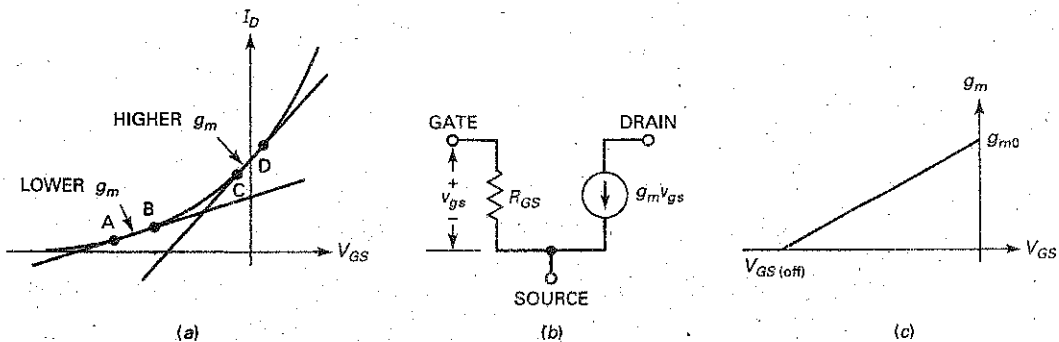 I_D
HIGHER g_m
D
C
LOWER g_m
A
B
V_GS
(a)
GATE
DRAIN
+
v_gs
−
R_GS
g_m v_gs
SOURCE
(b)
g_m
g_m0
V_GS(off)
V_GS
(c)